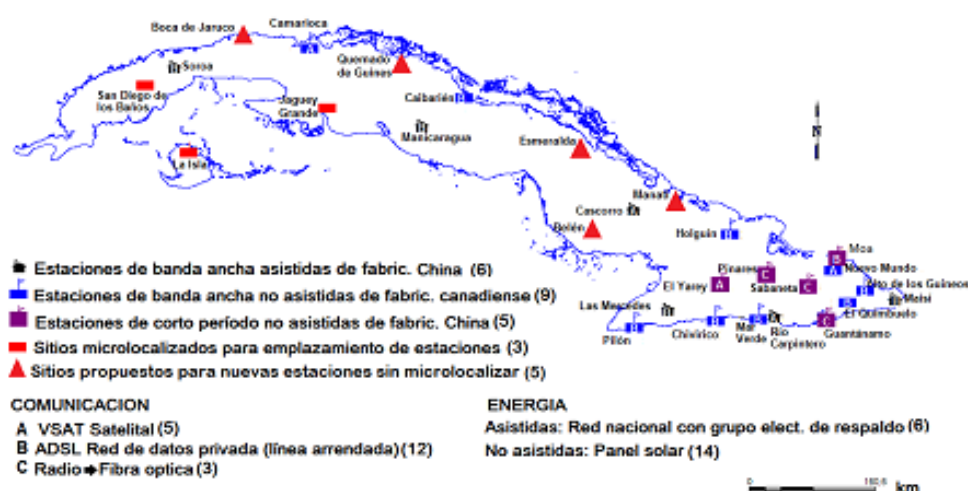 Boca de Jaruco
Camarioca
A
Soroa
Quemado
de Guines
San Diego de
los Baños
Jaguey
Grande
Caibarién
Manicaragua
La Isla
Esmeralda
N
Manatí
Cascorro
Belén
Holguin
Moa
B
Pinares
C
Nuevo Mundo
A
El Yarey
A
Sabaneta
C
Alto de los Guineos
Maisí
B
El Quimbuelo
Las Mercedes
Pilón
Chivirico
Mar
Verde
Rio
Carpintero
C
Guantánamo
Estaciones de banda ancha asistidas de fabric. China (6)
Estaciones de banda ancha no asistidas de fabric. canadiense (9)
Estaciones de corto período no asistidas de fabric. China (5)
Sitios microlocalizados para emplazamiento de estaciones (3)
Sitios propuestos para nuevas estaciones sin microlocalizar (5)
COMUNICACION
A VSAT Satelital (5)
B ADSL Red de datos privada (línea arrendada) (12)
C Radio Fibra optica (3)
ENERGIA
Asistidas: Red nacional con grupo elect. de respaldo (6)
No asistidas: Panel solar (14)
0
km